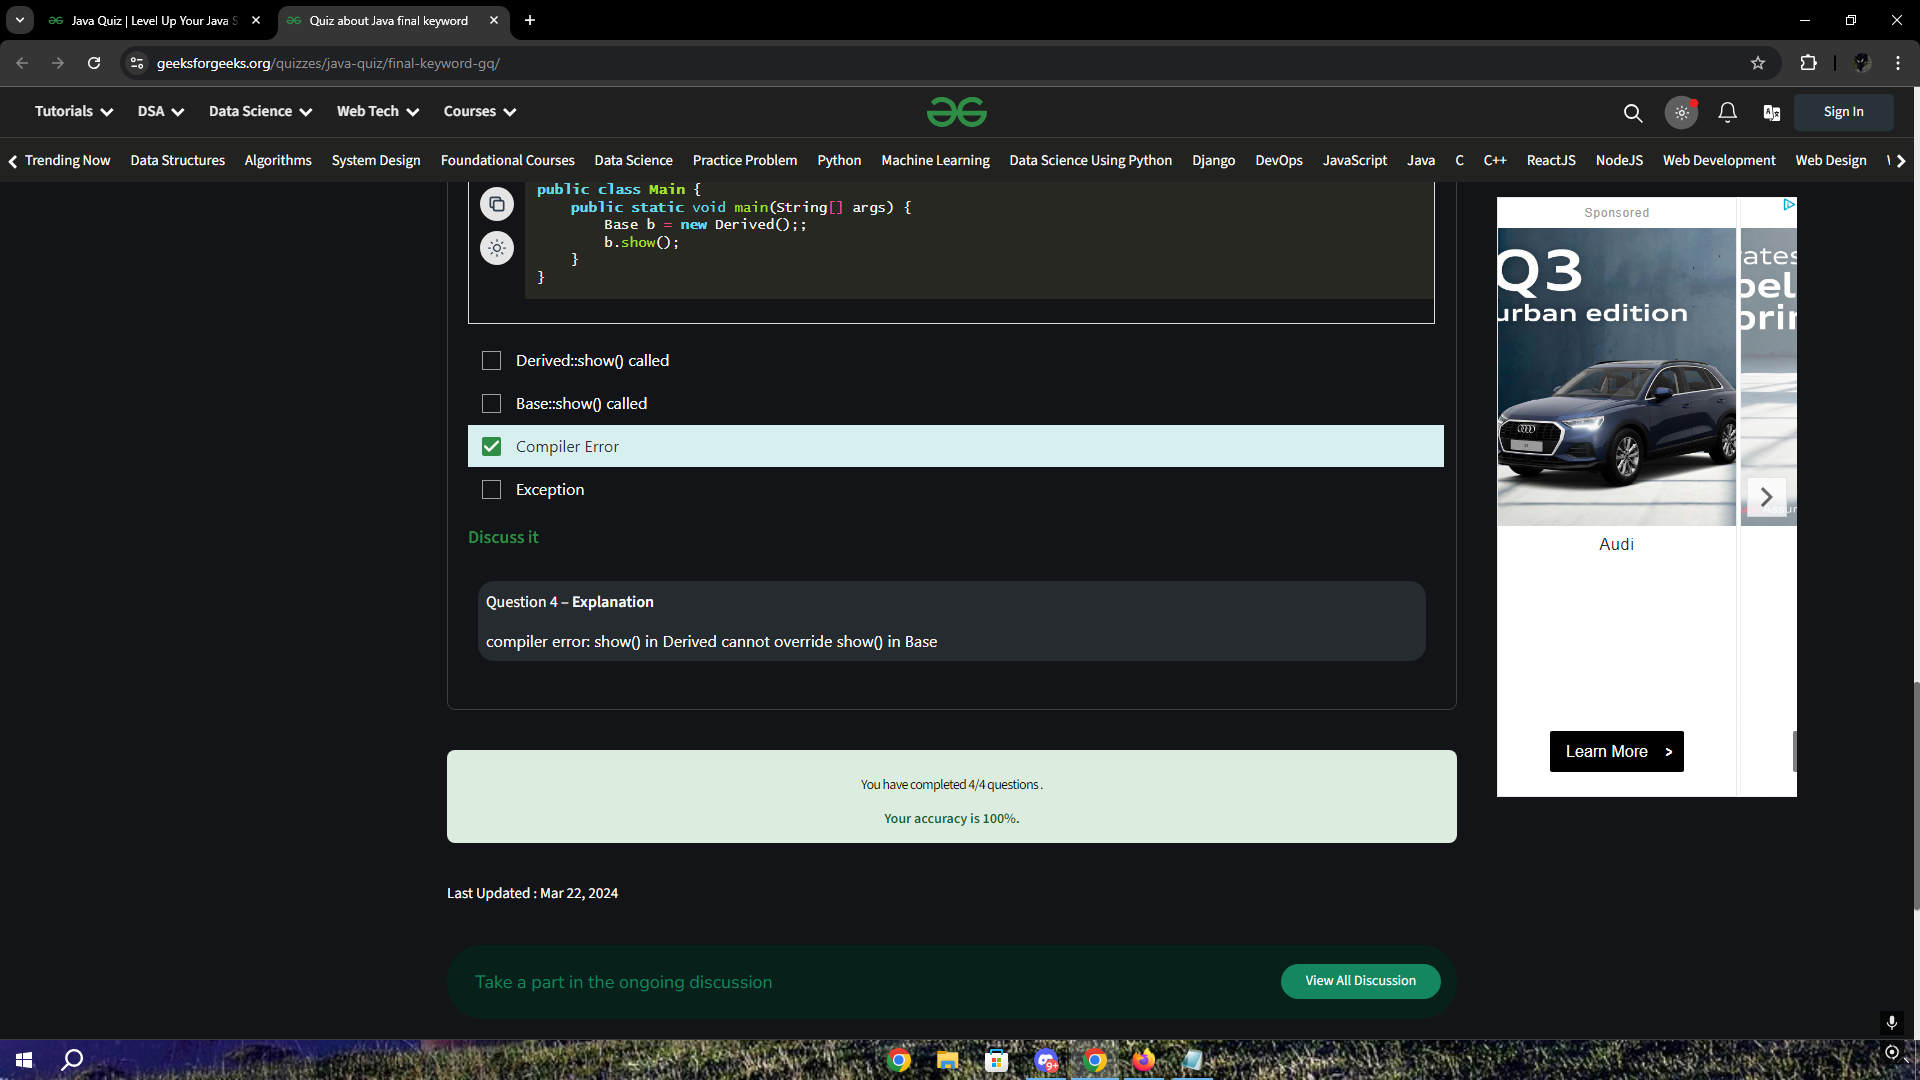 Java Quiz | Level Up Your Java S
Quiz about Java final keyword
geeksforgeeks.org/quizzes/java-quiz/final-keyword-gq/
Tutorials DSA Data Science Web Tech Courses Sign In
Trending Now Data Structures Algorithms System Design Foundational Courses Data Science Practice Problem Python Machine Learning Data Science Using Python Django DevOps JavaScript Java C C++ ReactJS NodeJS Web Development Web Design
public class Main {
public static void main(String[] args) {
Base b = new Derived();;
b.show();
}
}
Derived::show() called
Base::show() called
Compiler Error
Exception
Discuss it
Question 4 – Explanation
compiler error: show() in Derived cannot override show() in Base
You have completed 4/4 questions .
Your accuracy is 100%.
Last Updated : Mar 22, 2024
Take a part in the ongoing discussion
View All Discussion
Sponsored
Q3
urban edition
Audi
Learn More >
9+